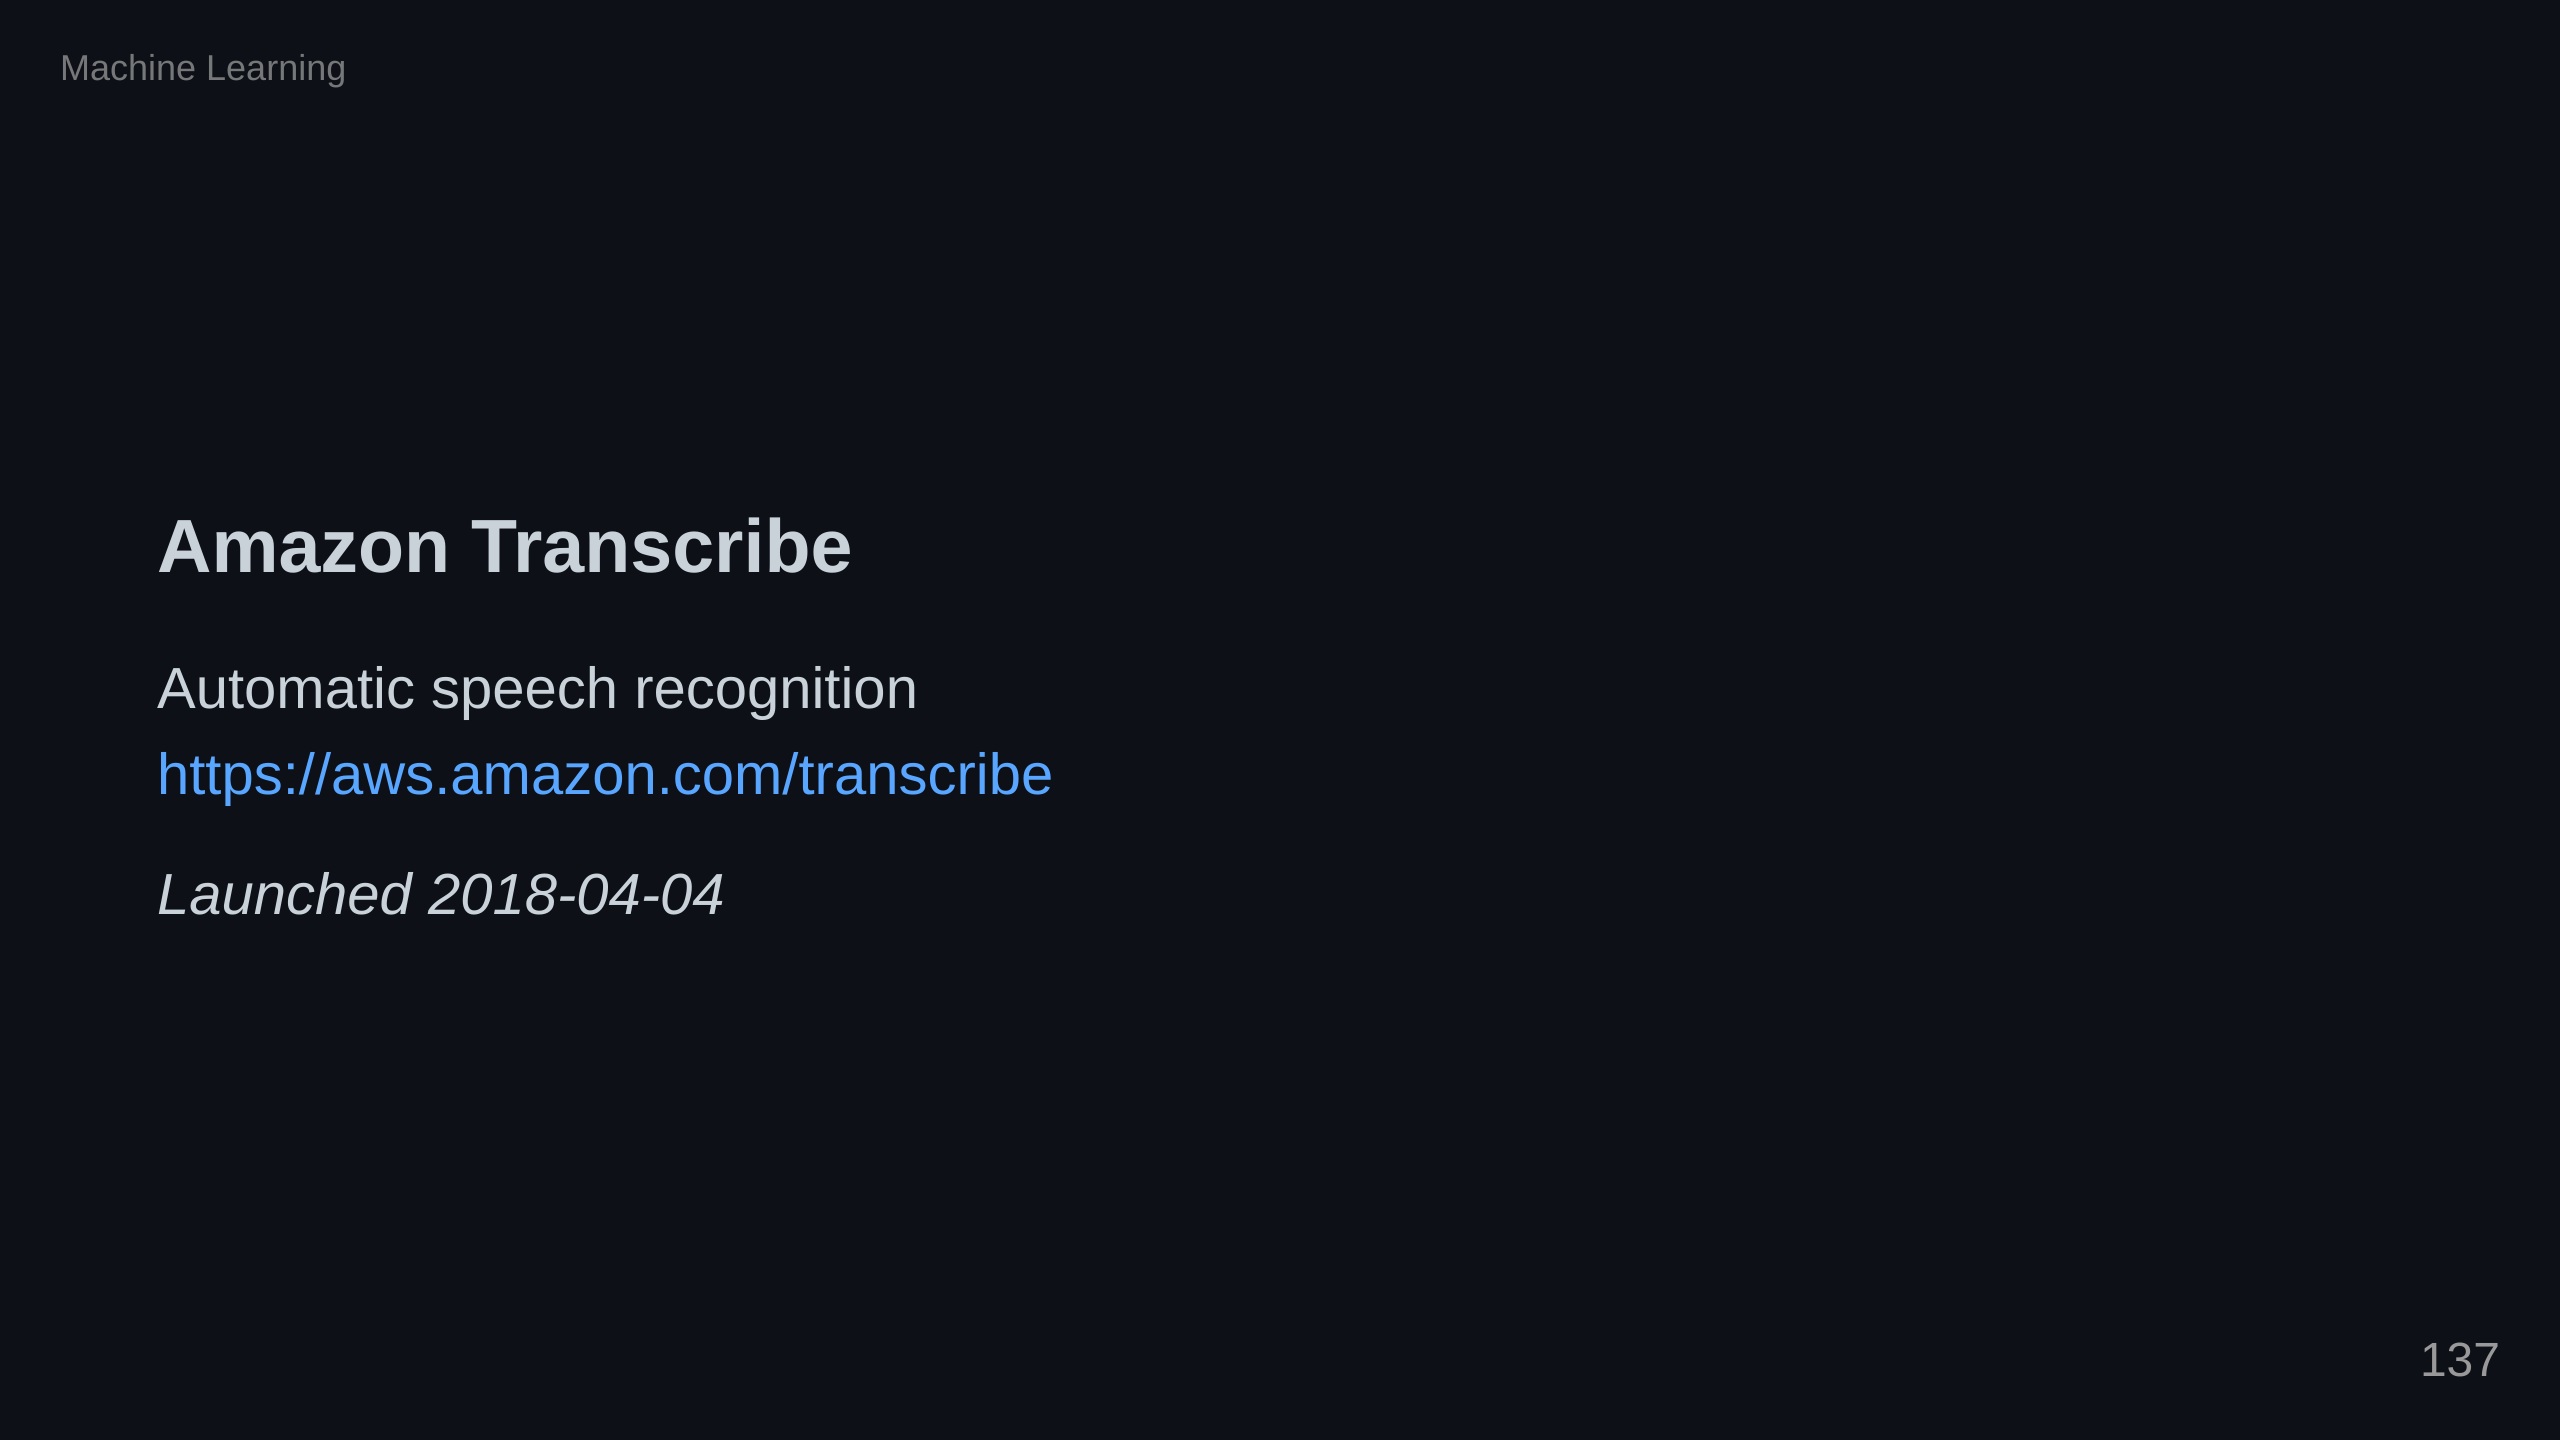 Machine Learning
Amazon Transcribe
Automatic speech recognition
https://aws.amazon.com/transcribe
Launched 2018-04-04
137